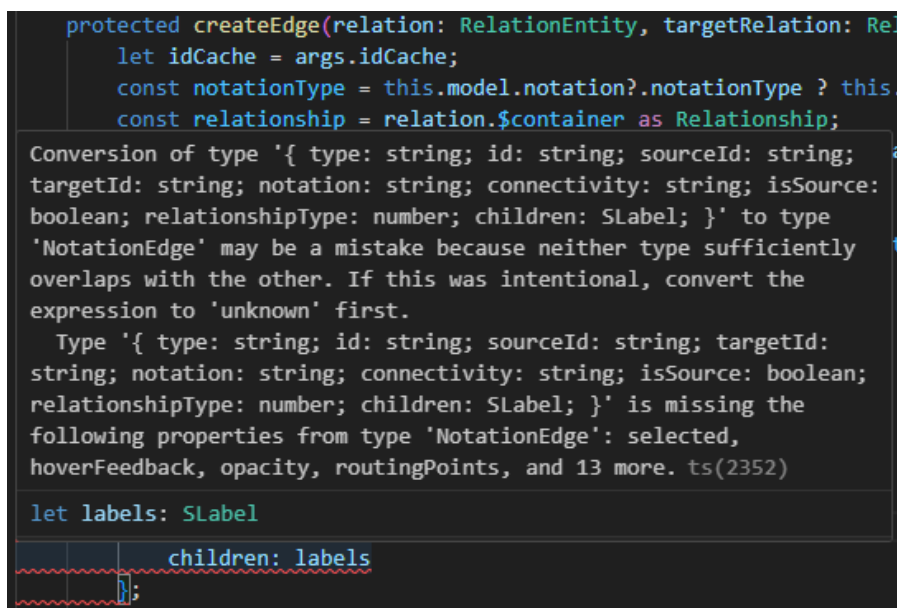 protected createEdge(relation: RelationEntity, targetRelation: Rel
let idCache = args.idCache;
const notationType = this.model.notation?.notationType ? this.
const relationship = relation.$container as Relationship;
Conversion of type '{ type: string; id: string; sourceId: string;
targetId: string; notation: string; connectivity: string; isSource:
boolean; relationshipType: number; children: SLabel; }' to type
'NotationEdge' may be a mistake because neither type sufficiently
overlaps with the other. If this was intentional, convert the
expression to 'unknown' first.
Type '{ type: string; id: string; sourceId: string; targetId:
string; notation: string; connectivity: string; isSource: boolean;
relationshipType: number; children: SLabel; }' is missing the
following properties from type 'NotationEdge': selected,
hoverFeedback, opacity, routingPoints, and 13 more. ts(2352)
let labels: SLabel
children: labels
};